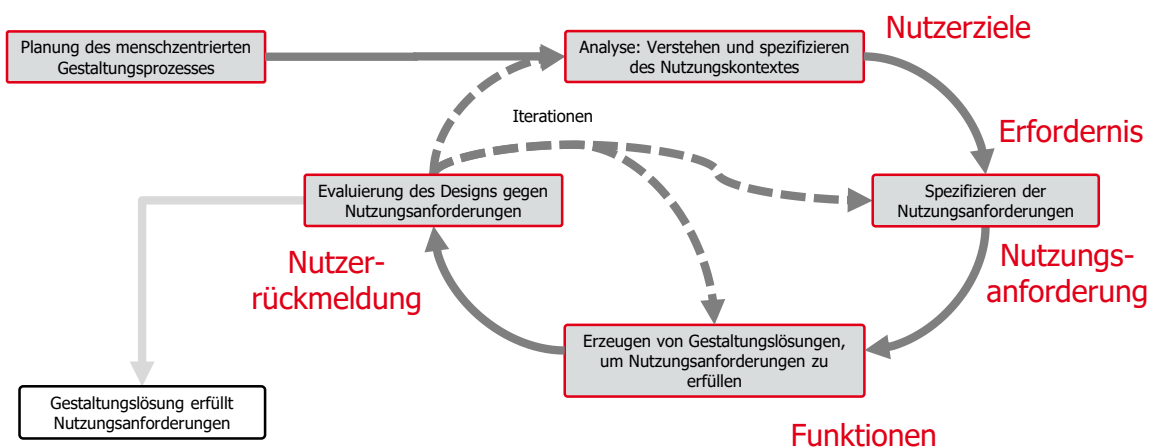 Nutzerziele
Planung des menschzentrierten
Gestaltungsprozesses
Analyse: Verstehen und spezifizieren
des Nutzungskontextes
Iterationen
Erfordernis
Evaluierung des Designs gegen
Nutzungsanforderungen
Spezifizieren der
Nutzungsanforderungen
Nutzer-
rückmeldung
Nutzungs-
anforderung
Erzeugen von Gestaltungslösungen,
um Nutzungsanforderungen zu
erfüllen
Gestaltungslösung erfüllt
Nutzungsanforderungen
Funktionen